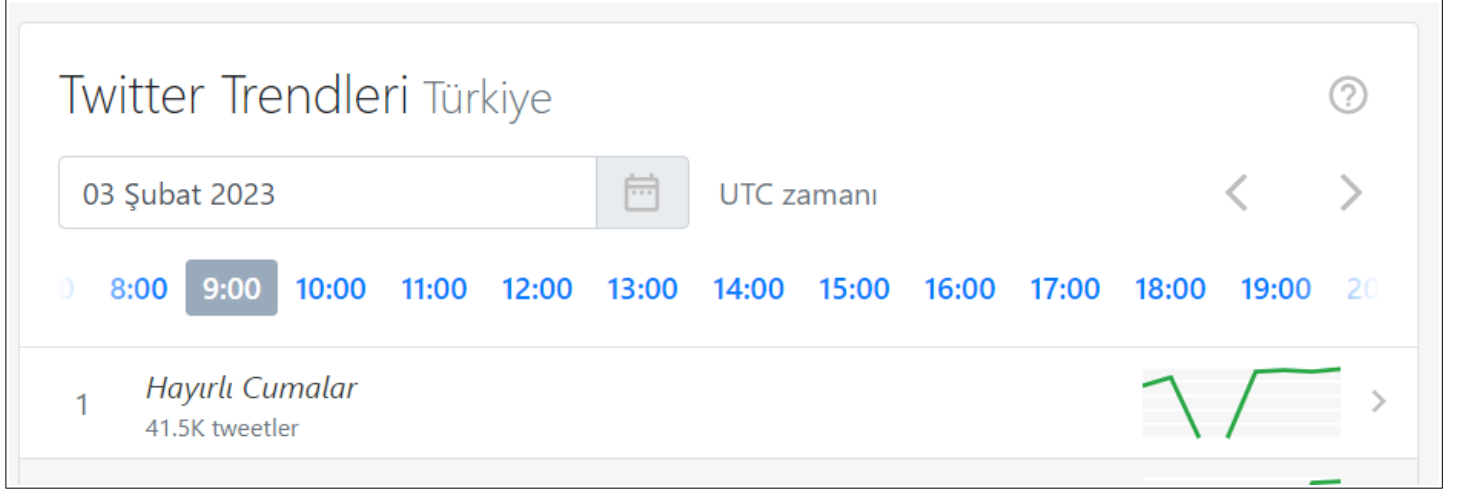 Twitter Trendleri Türkiye
03 Şubat 2023 UTC zamanı
0 8:00 9:00 10:00 11:00 12:00 13:00 14:00 15:00 16:00 17:00 18:00 19:00 20
1 Hayırlı Cumalar
41.5K tweetler